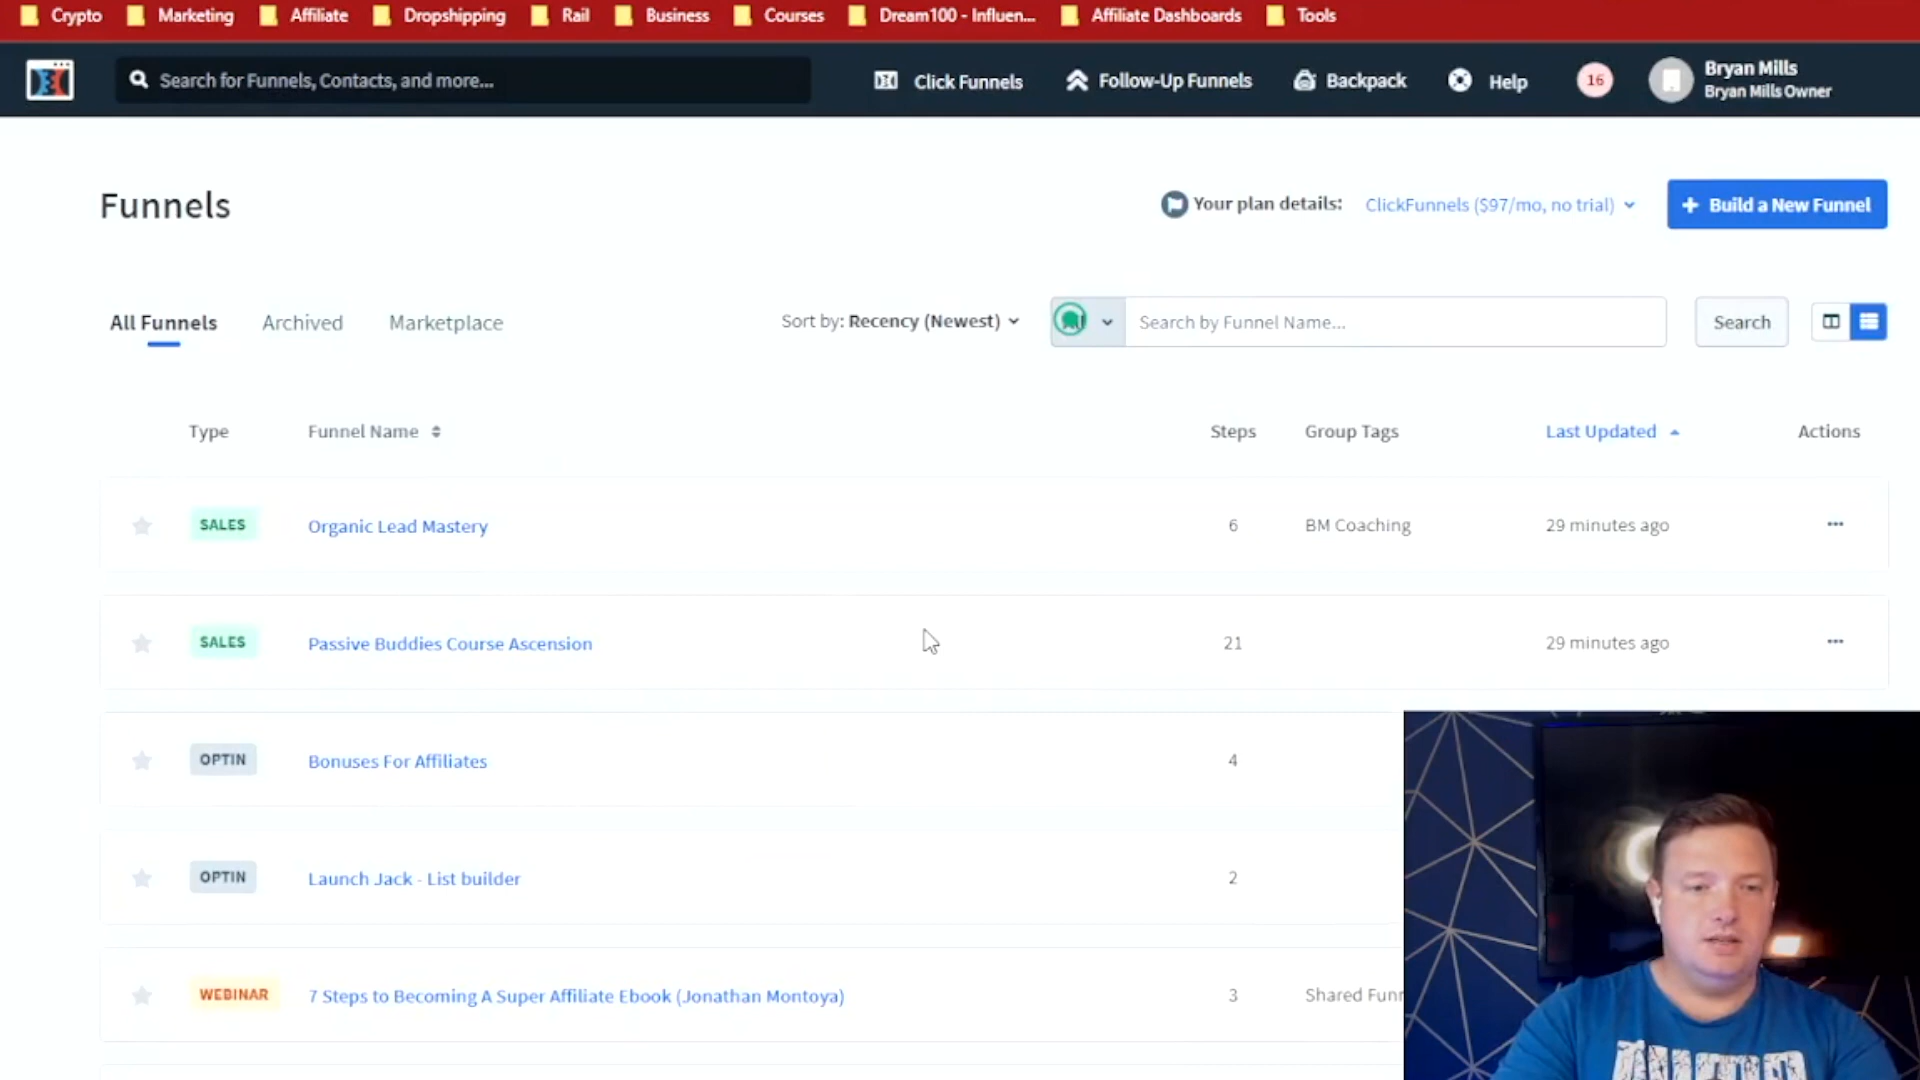 Crypto Marketing Affiliate Dropshipping Rail Business Courses Dream100 - Influen... Affiliate Dashboards Tools
Search for Funnels, Contacts, and more... Click Funnels Follow-Up Funnels Backpack Help 16 Bryan Mills
Bryan Mills Owner
Funnels Your plan details: ClickFunnels ($97/mo, no trial) + Build a New Funnel
All Funnels Archived Marketplace Sort by: Recency (Newest) Search by Funnel Name... Search
Type Funnel Name Steps Group Tags Last Updated Actions
SALES Organic Lead Mastery 6 BM Coaching 29 minutes ago ...
SALES Passive Buddies Course Ascension 21 29 minutes ago ...
OPTIN Bonuses For Affiliates 4
OPTIN Launch Jack - List builder 2
WEBINAR 7 Steps to Becoming A Super Affiliate Ebook (Jonathan Montoya) 3 Shared Funn